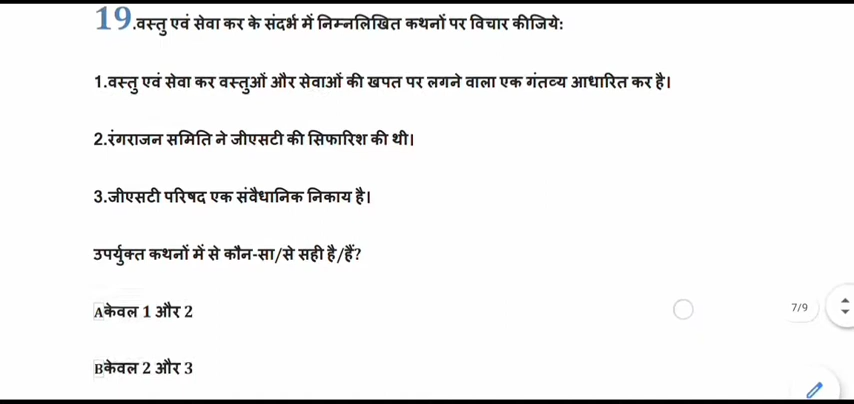 19.वस्तु एवं सेवा कर के संदर्भ में निम्नलिखित कथनों पर विचार कीजिये:
1.वस्तु एवं सेवा कर वस्तुओं और सेवाओं की खपत पर लगने वाला एक गंतव्य आधारित कर है।
2.रंगराजन समिति ने जीएसटी की सिफारिश की थी।
3.जीएसटी परिषद एक संवैधानिक निकाय है।
उपर्युक्त कथनों में से कौन-सा/से सही है/हैं?
Aकेवल 1 और 2
7/9
Bकेवल 2 और 3